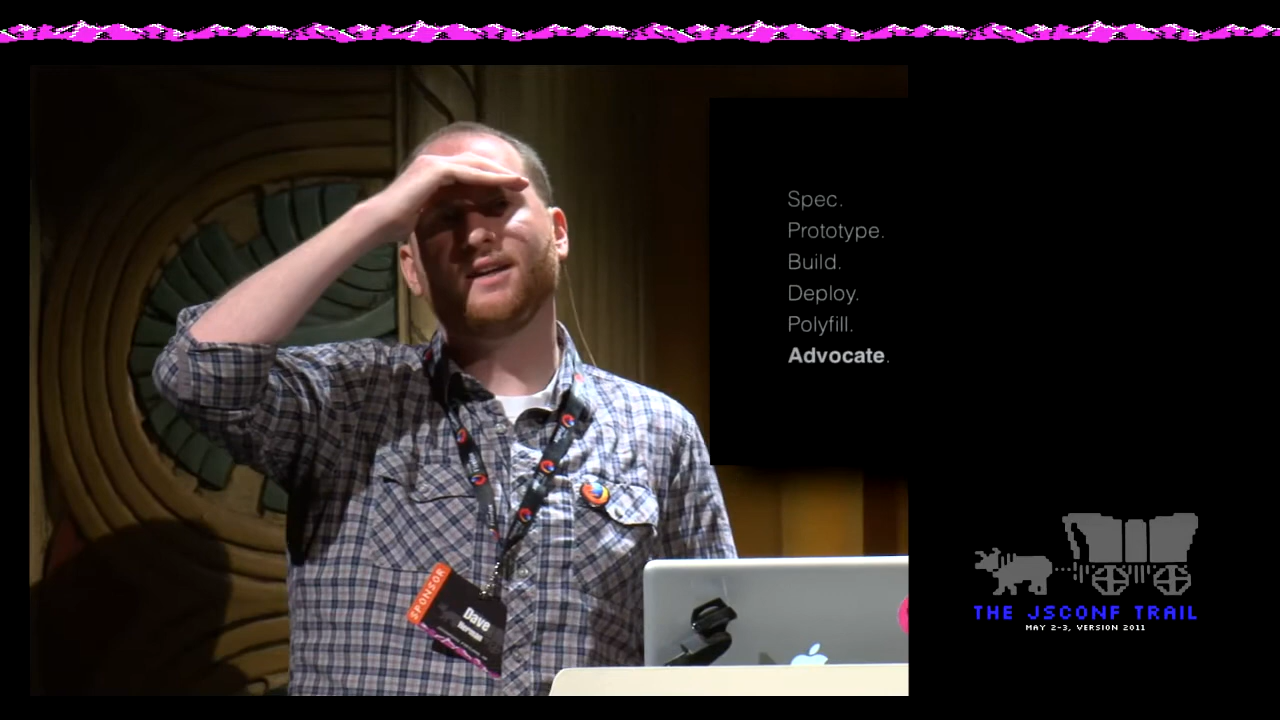 Spec.
Prototype.
Build.
Deploy.
Polyfill.
Advocate.
SPONSOR
Dave
THE JSCONF TRAIL
MAY 2-3, VERSION 2011